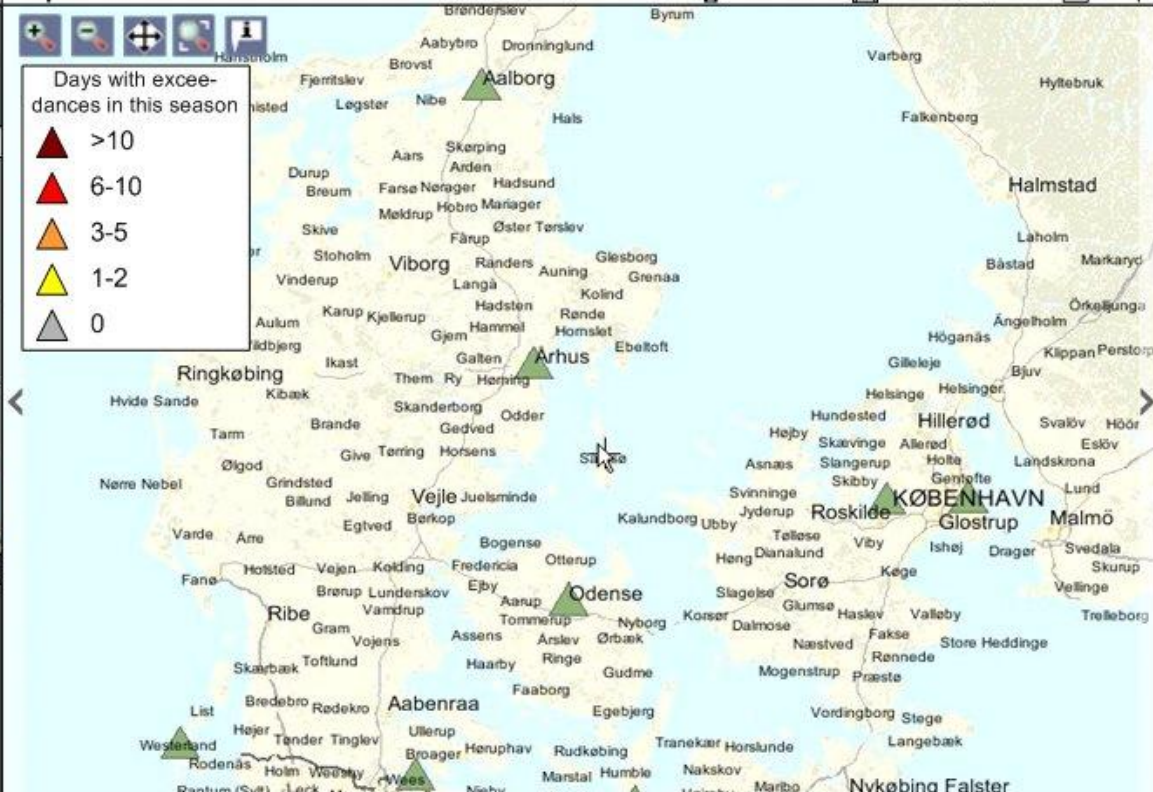 Brønderslev
Byrum
Aabybro
Dronninglund
Varberg
Hanstholm
Brovst
Days with excee-
dances in this season
>10
6-10
3-5
1-2
0
Fjerritslev
Aalborg
Hyltebruk
Løgstør
Nibe
Hals
Falkenberg
Skørping
Aars
Arden
Durup
Breum
Farsø
Nørager
Hadsund
Halmstad
Møldrup
Hobro
Mariager
Skive
Øster Tørslev
Fårup
Laholm
Stoholm
Viborg
Randers
Auning
Glesborg
Grenaa
Båstad
Markaryd
Vinderup
Langå
Kolind
Hadsten
Rønde
Örkelljunga
Karup
Kjellerup
Hammel
Hornslet
Aulum
Gjern
Ängelholm
Höganäs
Ikast
Galten
Århus
Ebeltoft
Gilleleje
Klippan
Perstorp
Ringkøbing
Them
Ry
Hørning
Bjuv
Hvide Sande
Kibæk
Helsinge
Helsingør
Skanderborg
Odder
Hundested
Hillerød
Brande
Gedved
Svalöv
Höör
Tarm
Højby
Skævinge
Allerød
Eslöv
Give
Tørring
Horsens
Ølgod
Asnæs
Slangerup
Holte
Landskrona
Nørre Nebel
Grindsted
Skibby
Gentofte
Lund
Billund
Jelling
Vejle
Juelsminde
Svinninge
KØBENHAVN
Jyderup
Roskilde
Egtved
Børkop
Kalundborg
Ubby
Glostrup
Malmö
Varde
Årre
Tølløse
Viby
Ishøj
Dragør
Svedala
Bogense
Høng
Dianalund
Holsted
Vejen
Kolding
Fredericia
Otterup
Køge
Skurup
Fanø
Brørup
Lunderskov
Ejby
Odense
Sorø
Vellinge
Aarup
Slagelse
Ribe
Vamdrup
Tommerup
Nyborg
Korsør
Glumsø
Haslev
Valløby
Trelleborg
Gram
Vojens
Assens
Årslev
Ørbæk
Dalmose
Næstved
Fakse
Store Heddinge
Skærbæk
Toftlund
Haarby
Ringe
Gudme
Rønnede
Mogenstrup
Præstø
Bredebro
Rødekro
Aabenraa
Faaborg
List
Egebjerg
Vordingborg
Stege
Højer
Tønder
Tinglev
Ullerup
Westerland
Broager
Høruphav
Rudkøbing
Tranekær
Horslunde
Langebæk
Rodenäs
Holm
Weesby
Wees
Marstal
Humble
Nakskov
Rantum (Sylt)
Leck
Nieby
Maribo
Nykøbing Falster